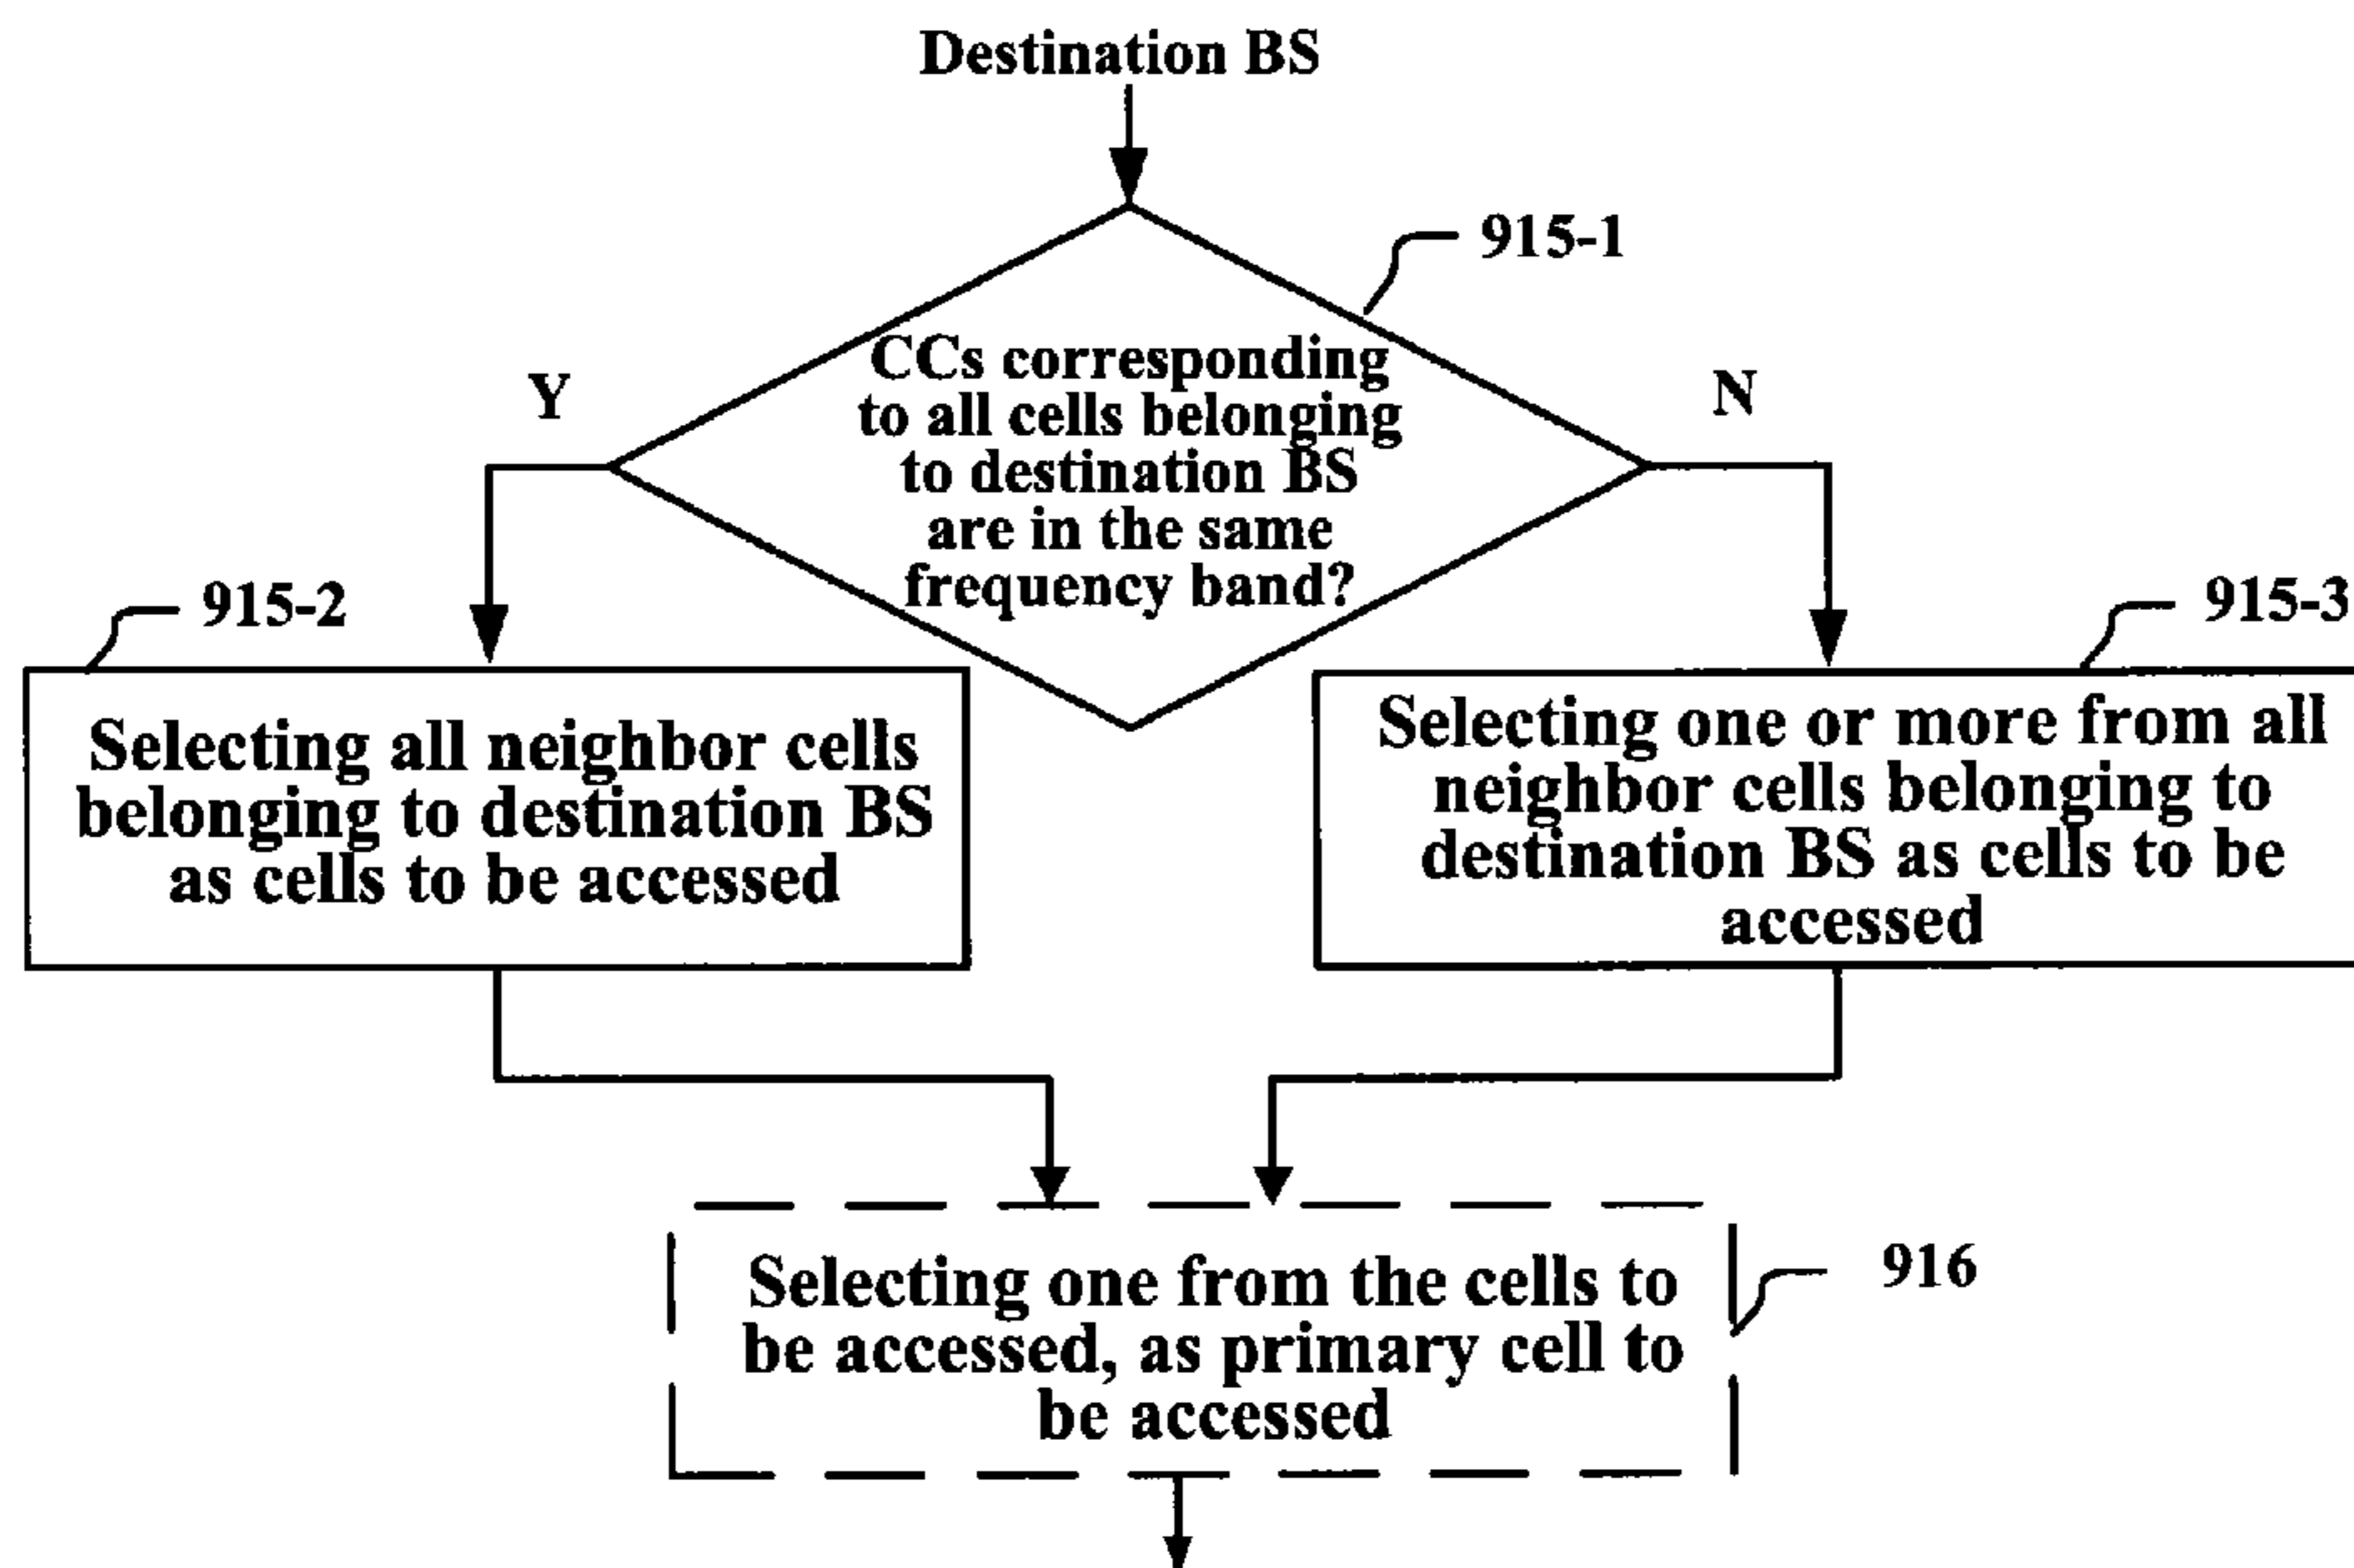 Destination BS
915-1
CCs corresponding
to all cells belonging
to destination BS
are in the same
frequency band?
Y
N
915-2
915-3
Selecting all neighbor cells
belonging to destination BS
as cells to be accessed
Selecting one or more from all
neighbor cells belonging to
destination BS as cells to be
accessed
Selecting one from the cells to
be accessed, as primary cell to
be accessed
916